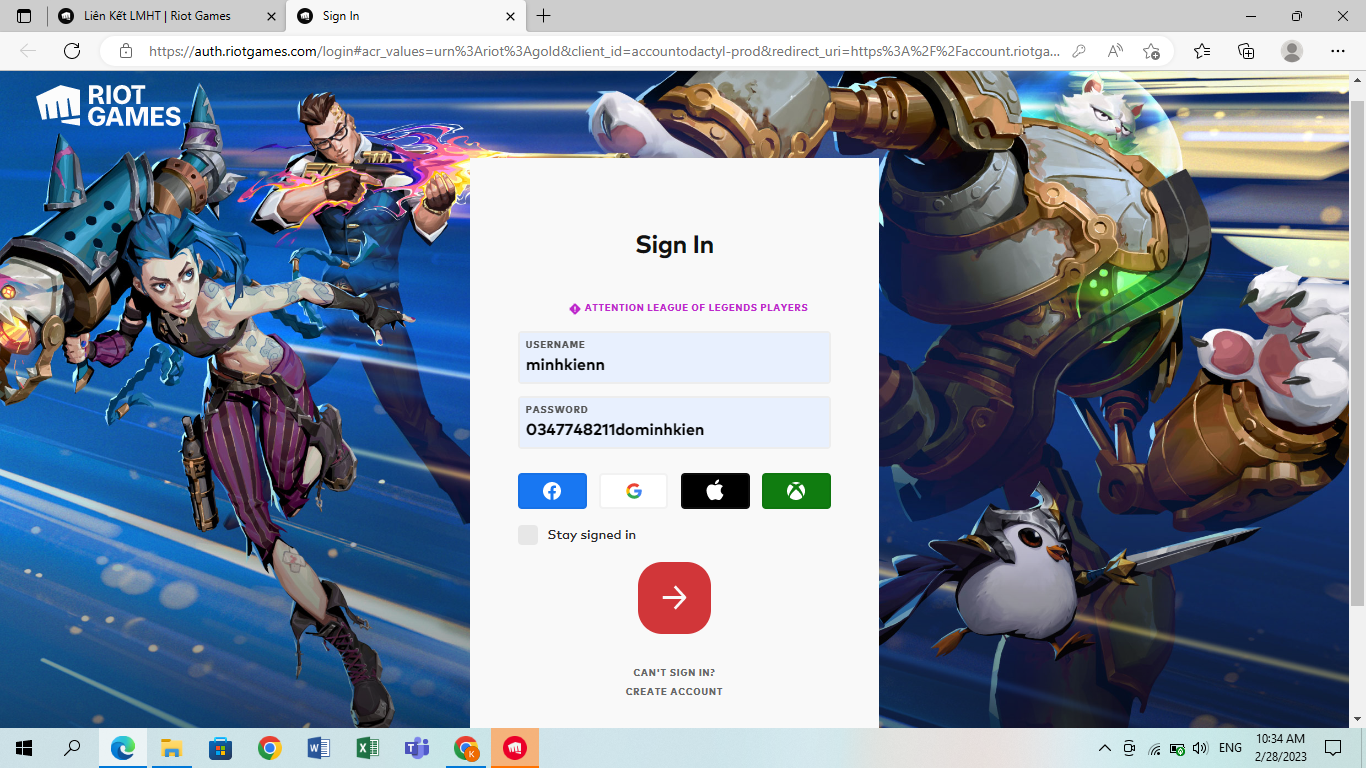 Liên Kết LMHT | Riot Games
Sign In
https://auth.riotgames.com/login#acr_values=urn%3Ariot%3Agold&client_id=accountodactyl-prod&redirect_uri=https%3A%2F%2Faccount.riotga...
RIOT
GAMES
Sign In
ATTENTION LEAGUE OF LEGENDS PLAYERS
USERNAME
minhkienn
PASSWORD
0347748211dominhkien
Stay signed in
CAN'T SIGN IN?
CREATE ACCOUNT
ENG
10:34 AM
2/28/2023